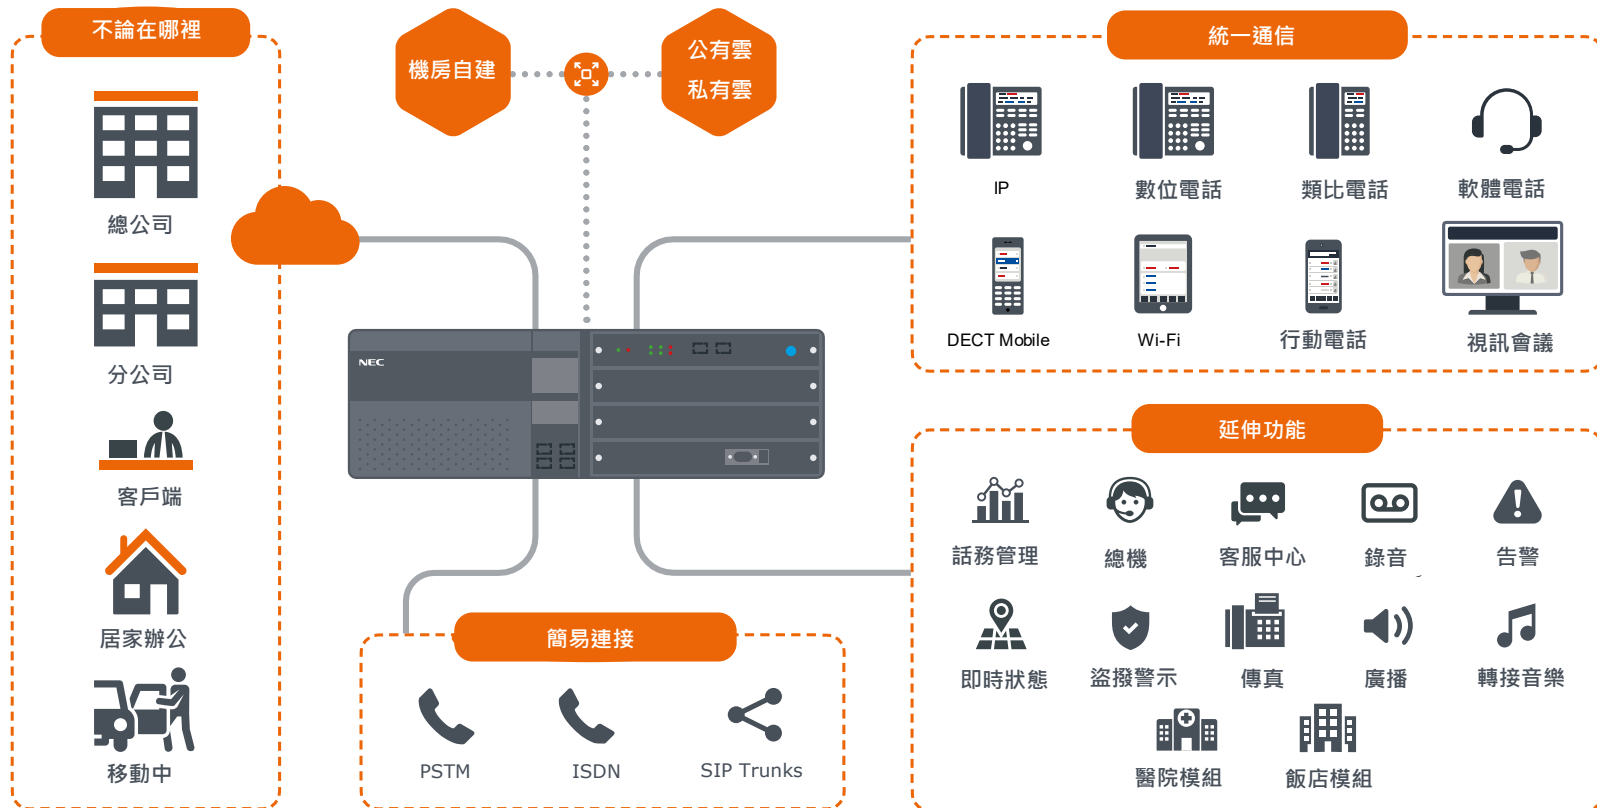 不論在哪裡
總公司
分公司
客戶端
居家辦公
移動中
機房自建
公有雲
私有雲
NEC
簡易連接
PSTM
ISDN
SIP Trunks
統一通信
IP
數位電話
類比電話
軟體電話
DECT Mobile
Wi-Fi
行動電話
視訊會議
延伸功能
話務管理
總機
客服中心
錄音
告警
即時狀態
盜撥警示
傳真
廣播
轉接音樂
醫院模組
飯店模組